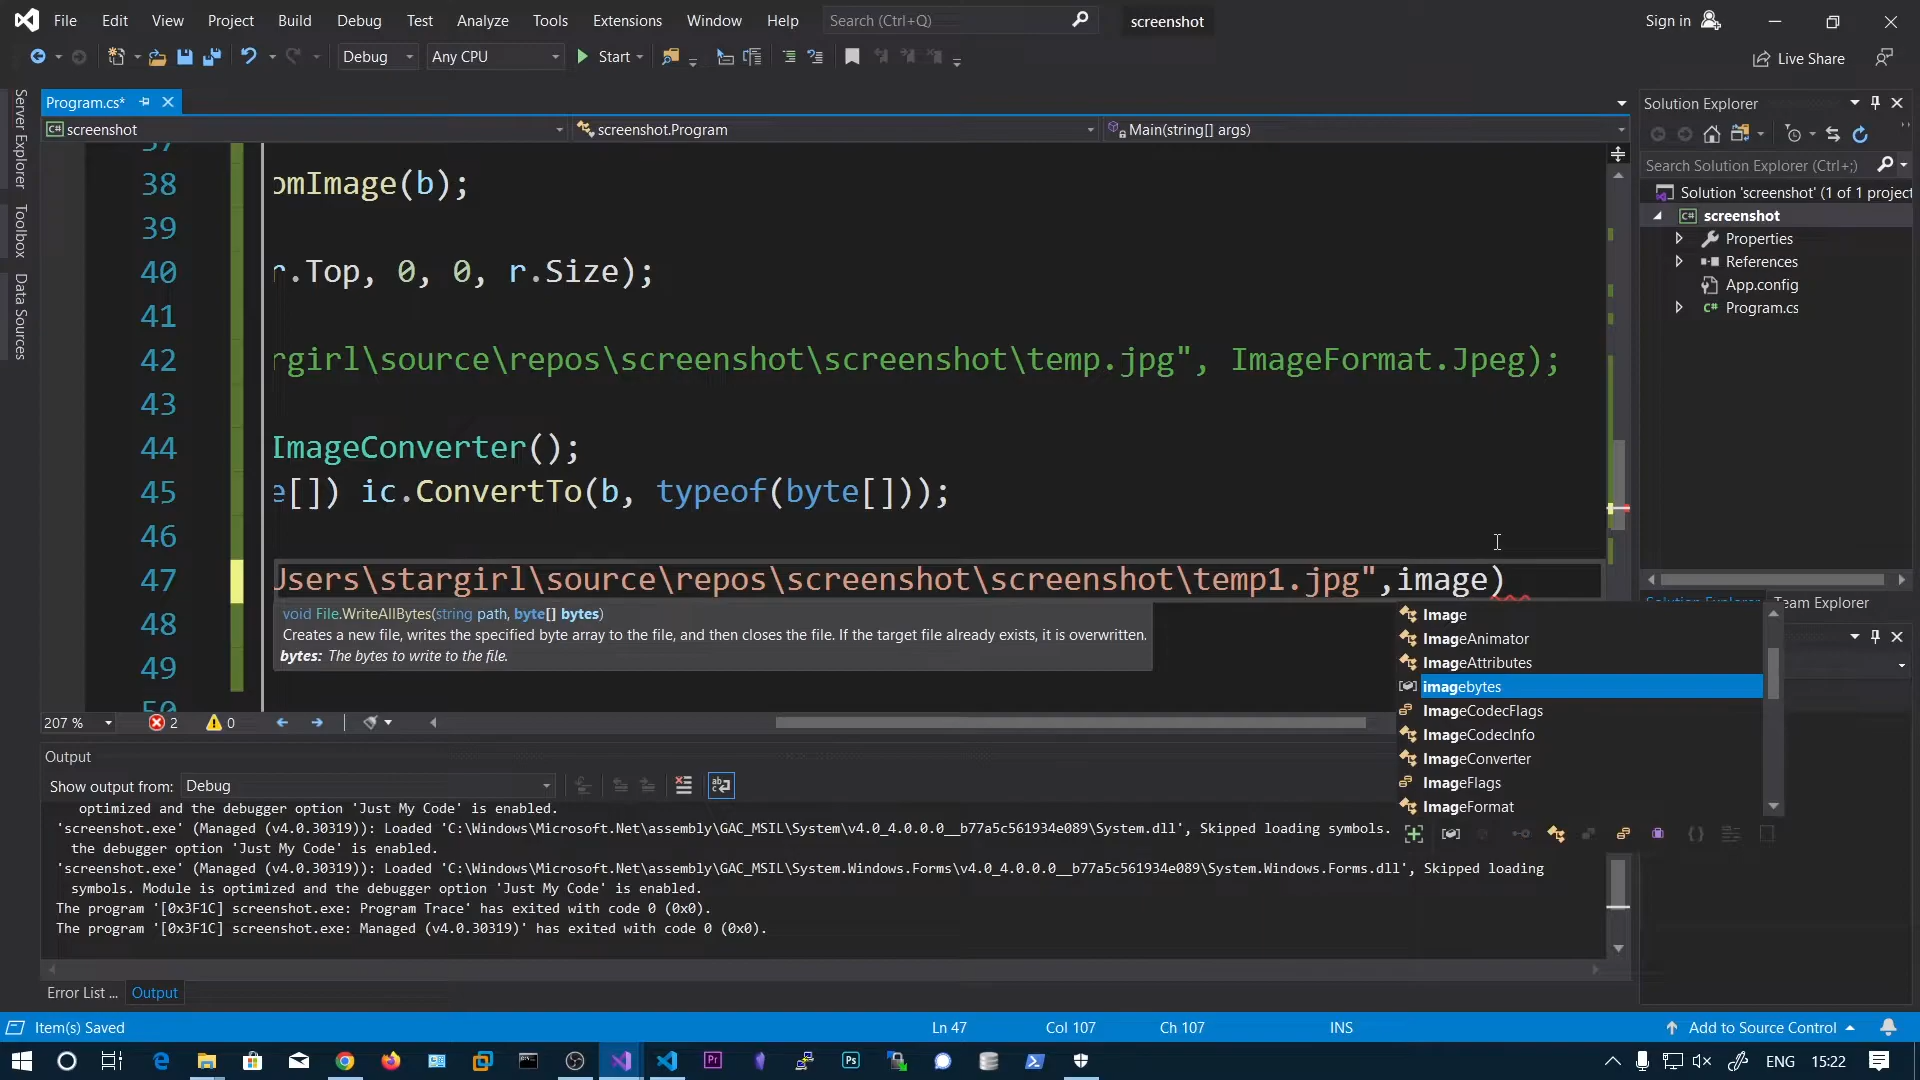 File Edit View Project Build Debug Test Analyze Tools Extensions Window Help Search (Ctrl+Q) screenshot Sign in
Debug Any CPU Start Live Share
Server Explorer
Toolbox
Data Sources
Program.cs*
screenshot screenshot.Program Main(string[] args)
37
38 omImage(b);
39
40 r.Top, 0, 0, r.Size);
41
42 rgirl\source\repos\screenshot\screenshot\temp.jpg", ImageFormat.Jpeg);
43
44 ImageConverter();
45 e[]) ic.ConvertTo(b, typeof(byte[]));
46
47 Users\stargirl\source\repos\screenshot\screenshot\temp1.jpg",image)
48
49
50
void File.WriteAllBytes(string path, byte[] bytes)
Creates a new file, writes the specified byte array to the file, and then closes the file. If the target file already exists, it is overwritten.
bytes: The bytes to write to the file.
Image
ImageAnimator
ImageAttributes
imagebytes
ImageCodecFlags
ImageCodecInfo
ImageConverter
ImageFlags
ImageFormat
207 % 2 0
Solution Explorer
Search Solution Explorer (Ctrl+;)
Solution 'screenshot' (1 of 1 project
screenshot
Properties
References
App.config
Program.cs
Solution Explorer Team Explorer
Output
Show output from: Debug
optimized and the debugger option 'Just My Code' is enabled.
'screenshot.exe' (Managed (v4.0.30319)): Loaded 'C:\Windows\Microsoft.Net\assembly\GAC_MSIL\System\v4.0_4.0.0.0__b77a5c561934e089\System.dll', Skipped loading symbols.
the debugger option 'Just My Code' is enabled.
'screenshot.exe' (Managed (v4.0.30319)): Loaded 'C:\Windows\Microsoft.Net\assembly\GAC_MSIL\System.Windows.Forms\v4.0_4.0.0.0__b77a5c561934e089\System.Windows.Forms.dll', Skipped loading
symbols. Module is optimized and the debugger option 'Just My Code' is enabled.
The program '[0x3F1C] screenshot.exe: Program Trace' has exited with code 0 (0x0).
The program '[0x3F1C] screenshot.exe: Managed (v4.0.30319)' has exited with code 0 (0x0).
Error List ... Output
Item(s) Saved Ln 47 Col 107 Ch 107 INS Add to Source Control
ENG 15:22